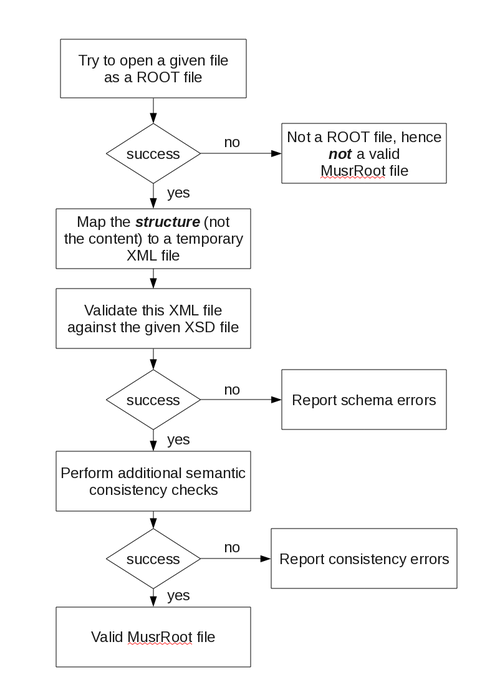 Try to open a given file
as a ROOT file
success
no
Not a ROOT file, hence
not a valid
MusrRoot file
yes
Map the structure (not
the content) to a temporary
XML file
Validate this XML file
against the given XSD file
success
no
Report schema errors
yes
Perform additional semantic
consistency checks
success
no
Report consistency errors
yes
Valid MusrRoot file